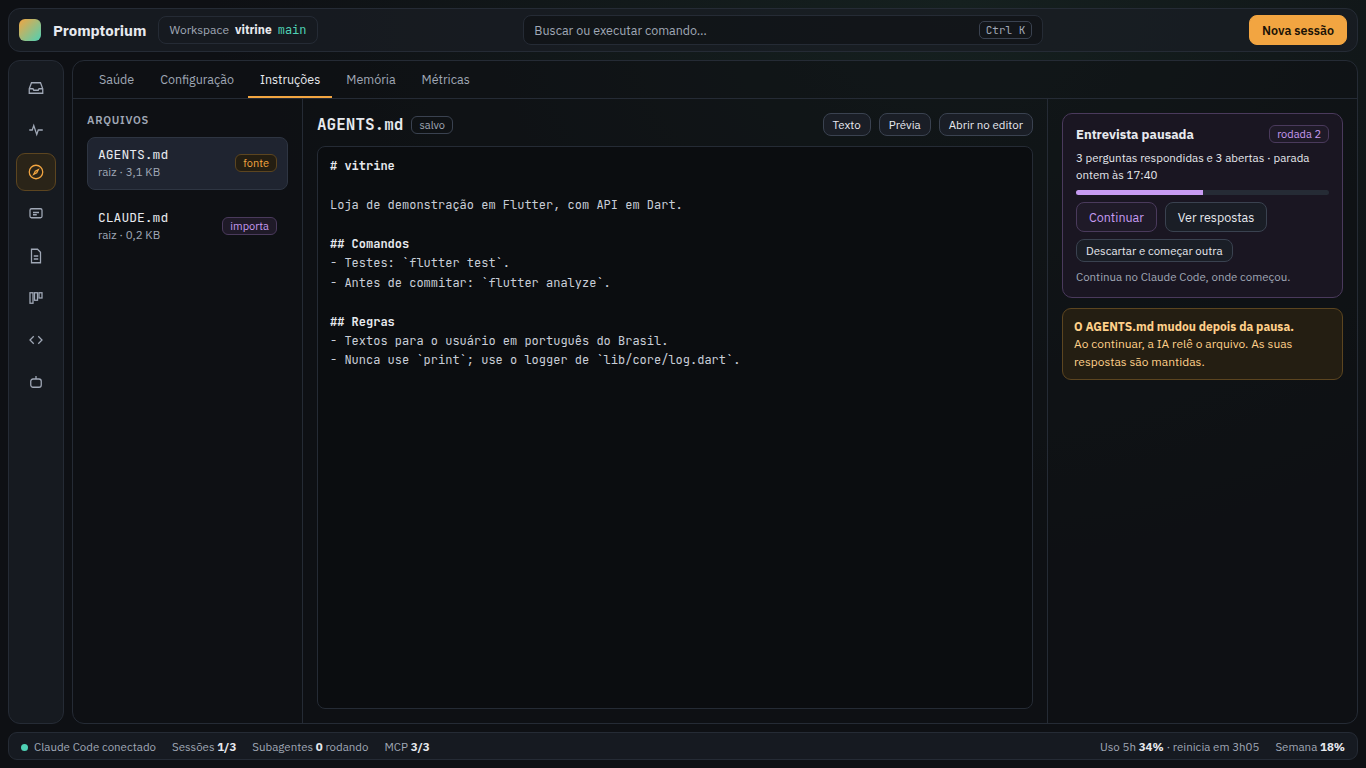 Promptorium
Workspace vitrine main
Buscar ou executar comando...
Ctrl K
Nova sessão
Saúde
Configuração
Instruções
Memória
Métricas
ARQUIVOS
AGENTS.md
raiz · 3,1 KB
fonte
CLAUDE.md
raiz · 0,2 KB
importa
AGENTS.md
salvo
Texto
Prévia
Abrir no editor
# vitrine
Loja de demonstração em Flutter, com API em Dart.
## Comandos
- Testes: `flutter test`.
- Antes de commitar: `flutter analyze`.
## Regras
- Textos para o usuário em português do Brasil.
- Nunca use `print`; use o logger de `lib/core/log.dart`.
Entrevista pausada
rodada 2
3 perguntas respondidas e 3 abertas · parada
ontem às 17:40
Continuar
Ver respostas
Descartar e começar outra
Continua no Claude Code, onde começou.
O AGENTS.md mudou depois da pausa.
Ao continuar, a IA relê o arquivo. As suas
respostas são mantidas.
Claude Code conectado
Sessões 1/3
Subagentes 0 rodando
MCP 3/3
Uso 5h 34% · reinicia em 3h05
Semana 18%